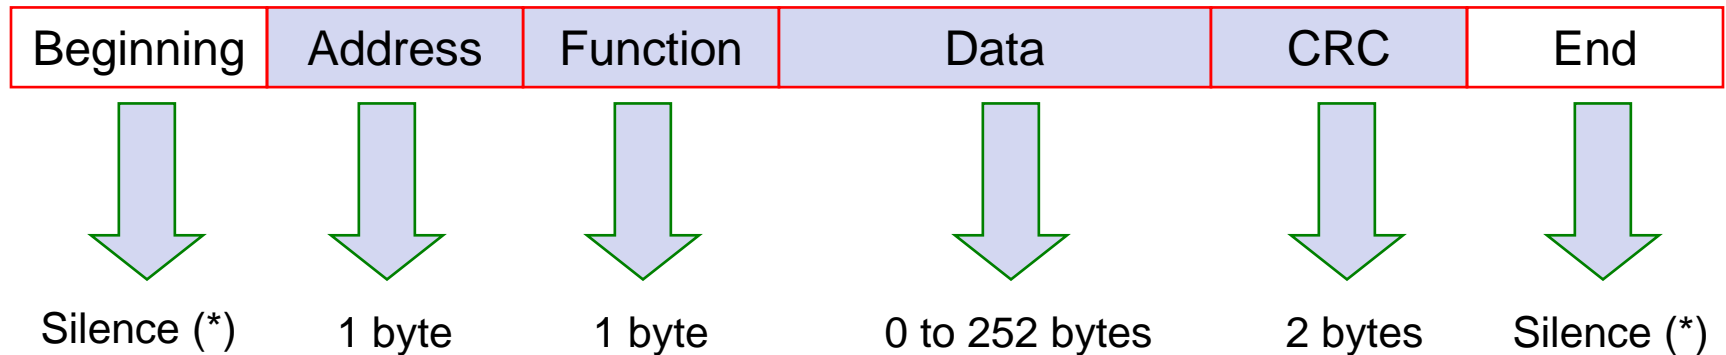 Beginning Address Function Data CRC End
Silence (*) 1 byte 1 byte 0 to 252 bytes 2 bytes Silence (*)